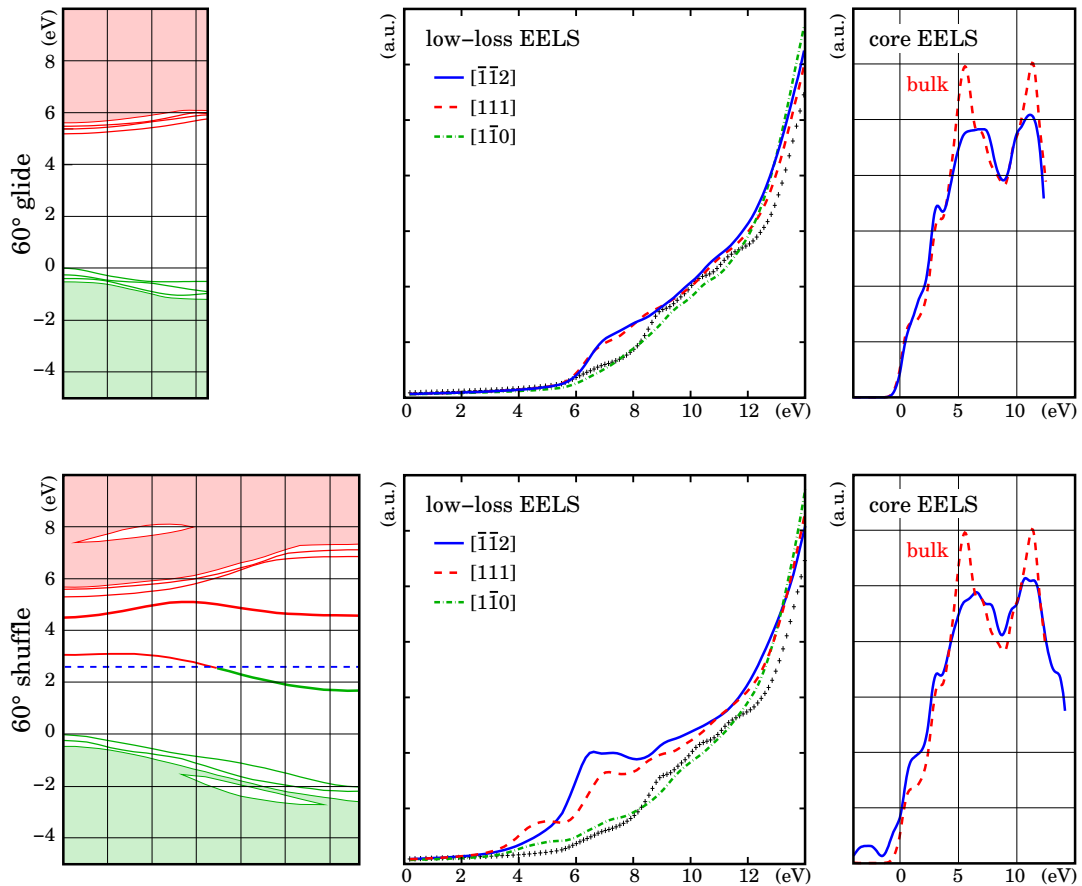 60° glide
(eV)
8
6
4
2
0
−2
−4
(a.u.)
low−loss EELS
[1̅1̅2]
[111]
[11̅0]
0 2 4 6 8 10 12 (eV)
(a.u.)
core EELS
bulk
0 5 10 (eV)
60° shuffle
(eV)
8
6
4
2
0
−2
−4
(a.u.)
low−loss EELS
[1̅1̅2]
[111]
[11̅0]
0 2 4 6 8 10 12 (eV)
(a.u.)
core EELS
bulk
0 5 10 (eV)